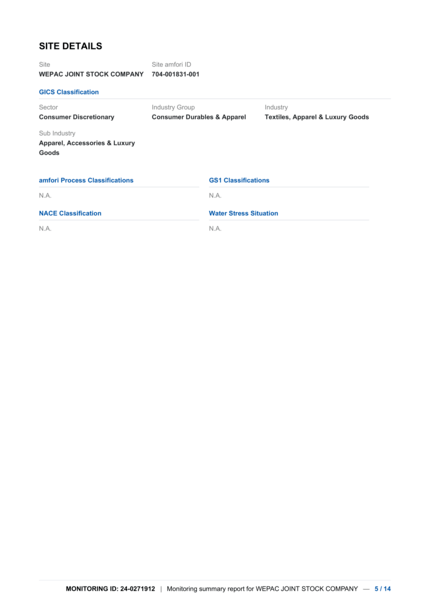 SITE DETAILS
Site Site amfori ID
WEPAC JOINT STOCK COMPANY 704-001831-001
GICS Classification
Sector Industry Group Industry
Consumer Discretionary Consumer Durables & Apparel Textiles, Apparel & Luxury Goods
Sub Industry
Apparel, Accessories & Luxury
Goods
amfori Process Classifications GS1 Classifications
N.A. N.A.
NACE Classification Water Stress Situation
N.A. N.A.
MONITORING ID: 24-0271912 | Monitoring summary report for WEPAC JOINT STOCK COMPANY — 5 / 14